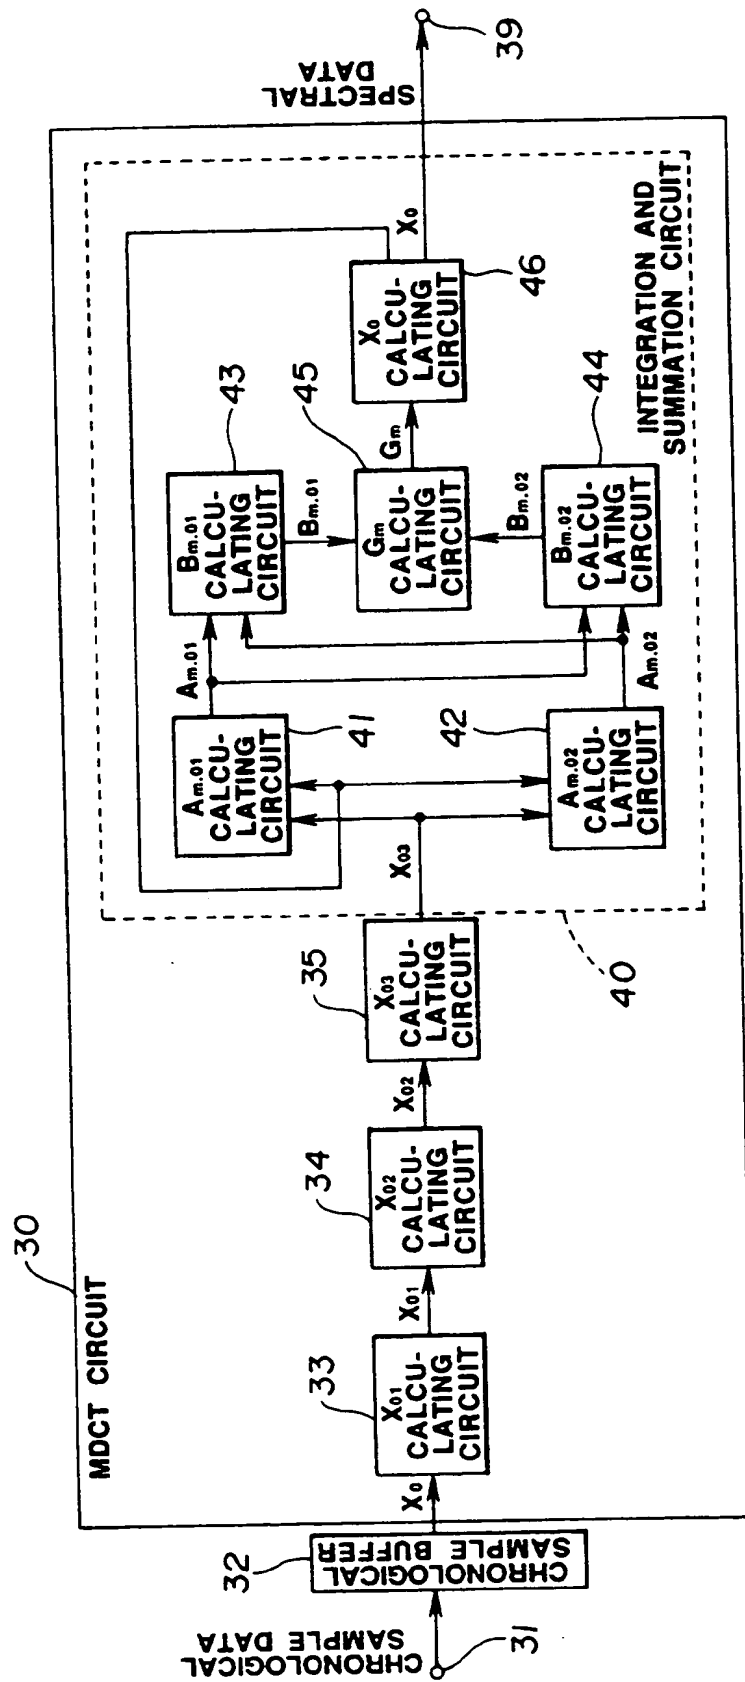 CHRONOLOGICAL
SAMPLE DATA
31
CHRONOLOGICAL
SAMPLE BUFFER
32
MDCT CIRCUIT
30
X0
X01
CALCU-
LATING
CIRCUIT
33
X01
X02
CALCU-
LATING
CIRCUIT
34
X02
X03
CALCU-
LATING
CIRCUIT
35
X03
40
Am.01
CALCU-
LATING
CIRCUIT
41
Am.01
Am.02
CALCU-
LATING
CIRCUIT
42
Am.02
Bm.01
CALCU-
LATING
CIRCUIT
43
Bm.01
Gm
CALCU-
LATING
CIRCUIT
45
Bm.02
Bm.02
CALCU-
LATING
CIRCUIT
44
Gm
X0
CALCU-
LATING
CIRCUIT
46
X0
INTEGRATION AND
SUMMATION CIRCUIT
SPECTRAL
DATA
39